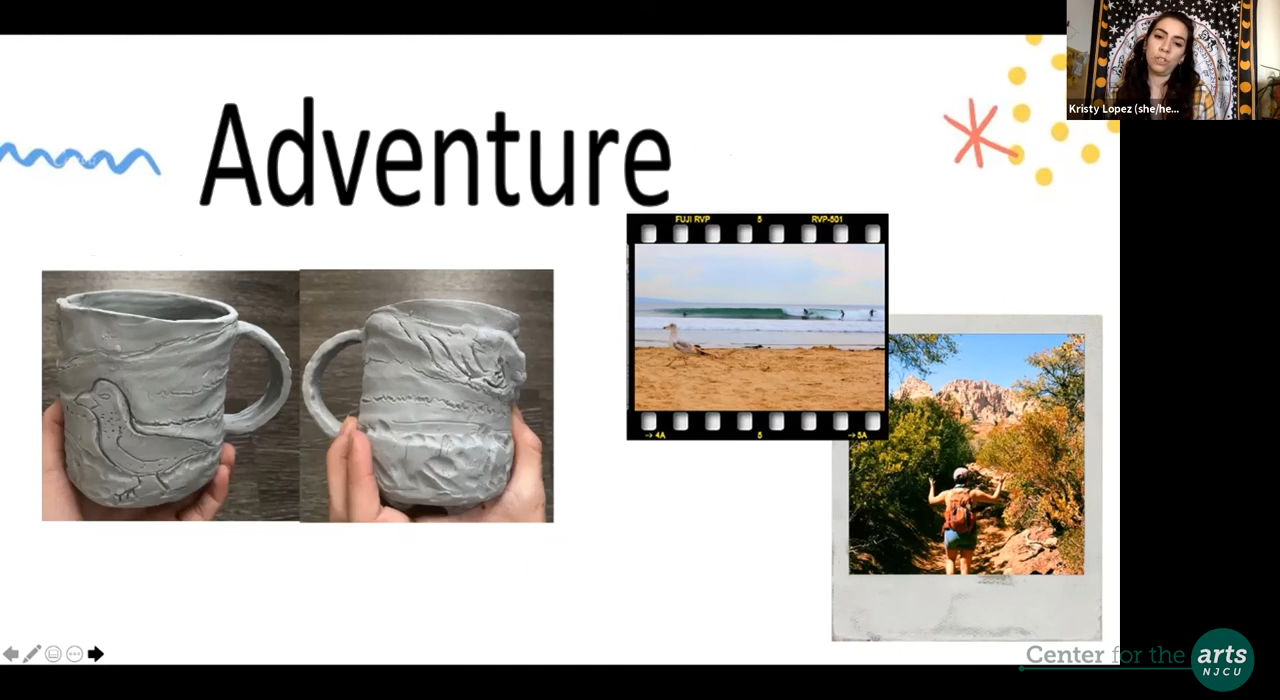 Adventure
Kristy Lopez (she/he...
FUJI RVP 5 RVP-501
→ 4A 5 → 5A
Center for the arts
NJCU